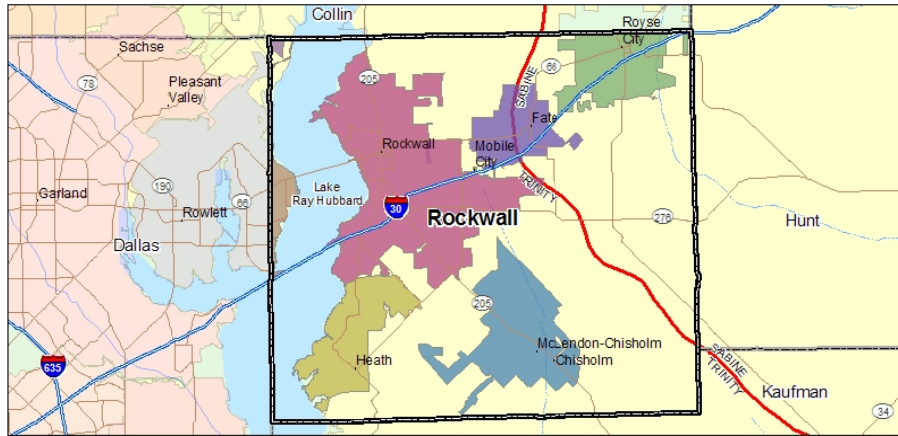 Collin
Royse
City
Sachse
205
66
SABINE
78
Pleasant
Valley
276
Fate
Rockwall
Mobile
City
TRINITY
190
Garland
66
Rowlett
Lake
Ray Hubbard
30
Rockwall
276
Hunt
Dallas
205
McLendon-Chisholm
Chisholm
Heath
635
SABINE
TRINITY
Kaufman
34